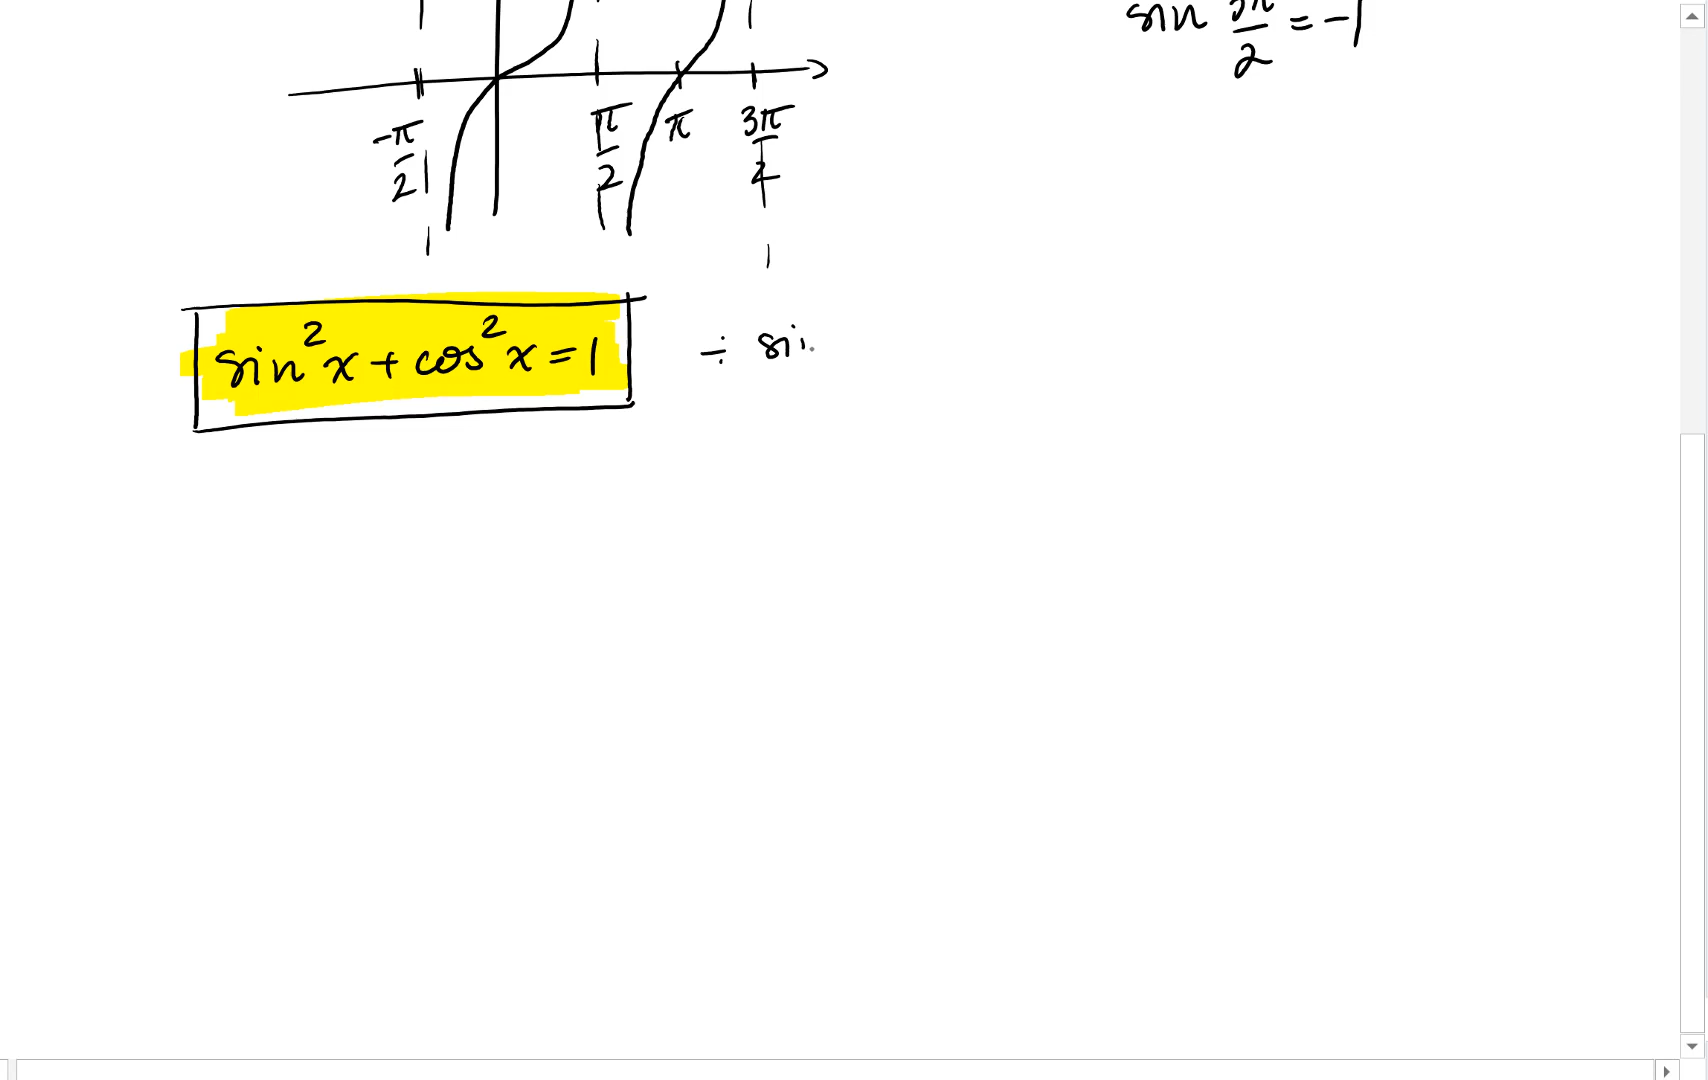 sin 3π/2 = -1
-π/2 π/2 π 3π/2
sin²x + cos²x = 1 ÷ si